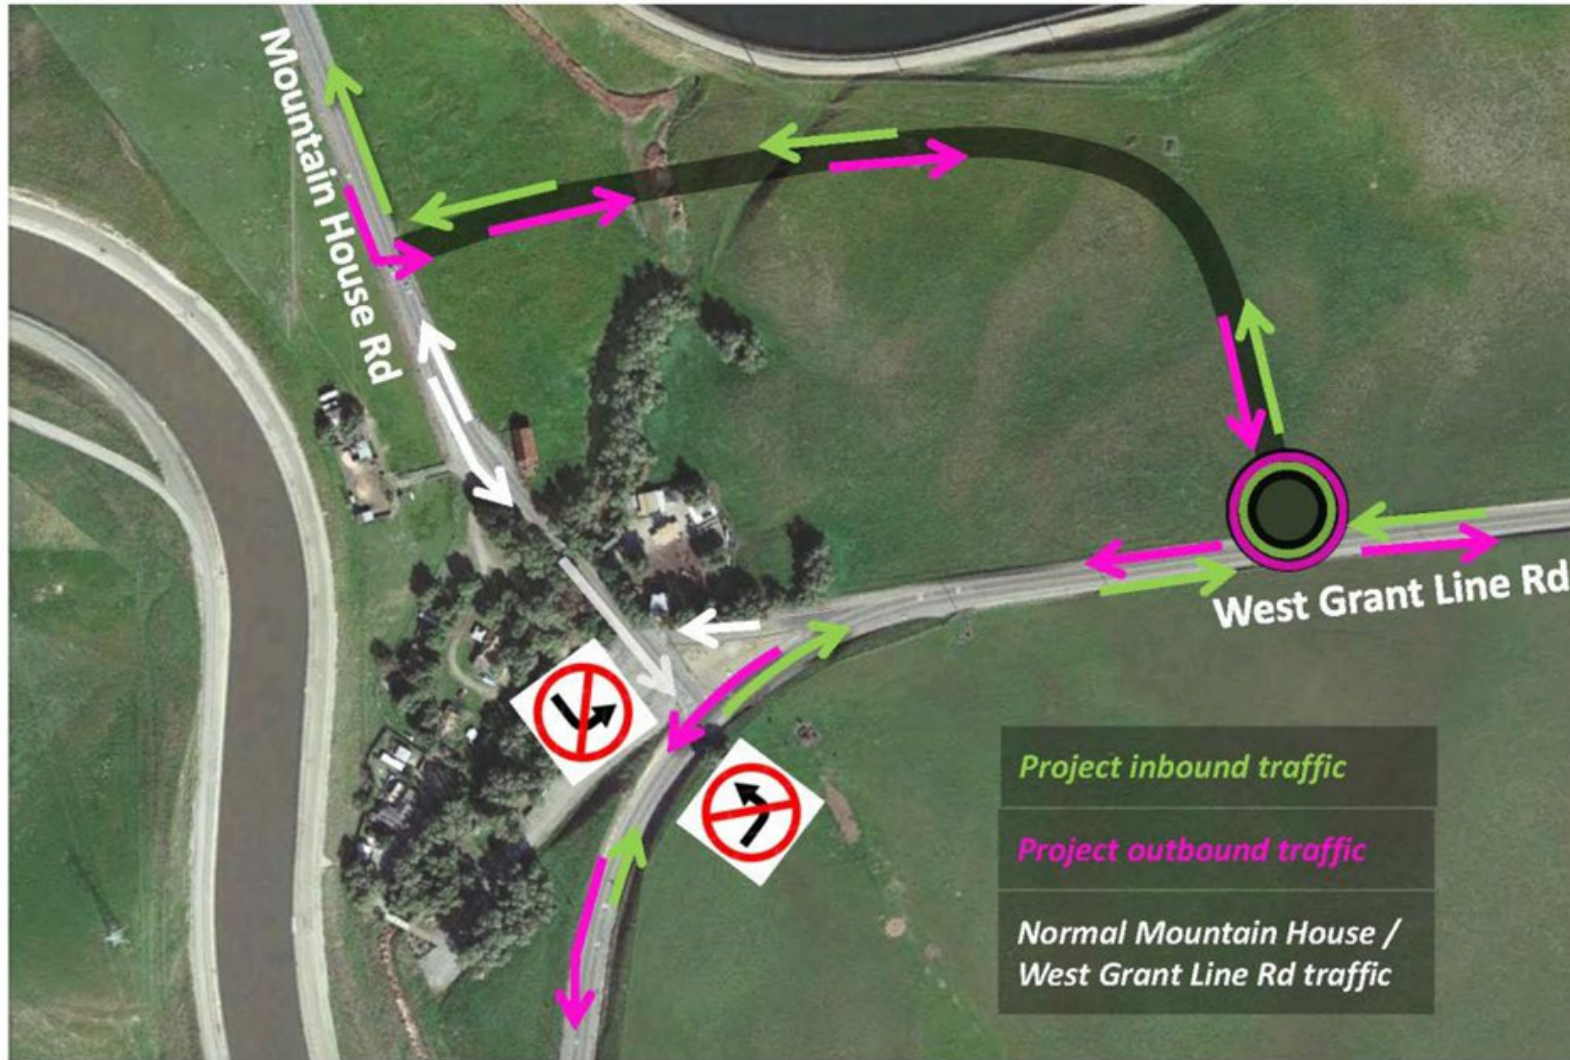 Mountain House Rd
West Grant Line Rd
Project inbound traffic
Project outbound traffic
Normal Mountain House /
West Grant Line Rd traffic